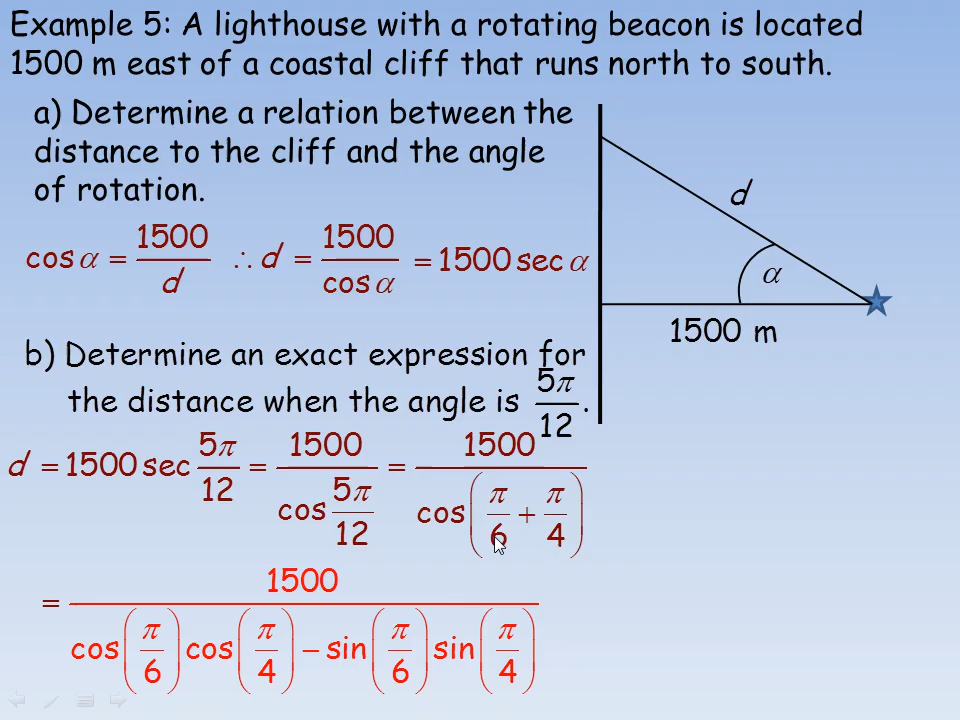 Example 5: A lighthouse with a rotating beacon is located
1500 m east of a coastal cliff that runs north to south.
a) Determine a relation between the
distance to the cliff and the angle
of rotation.
cos α = 1500/d ∴ d = 1500/cos α = 1500 sec α
d
α
1500 m
b) Determine an exact expression for
the distance when the angle is 5π/12.
d = 1500 sec 5π/12 = 1500/cos 5π/12 = 1500/cos(π/6 + π/4)
= 1500/cos(π/6)cos(π/4) − sin(π/6)sin(π/4)